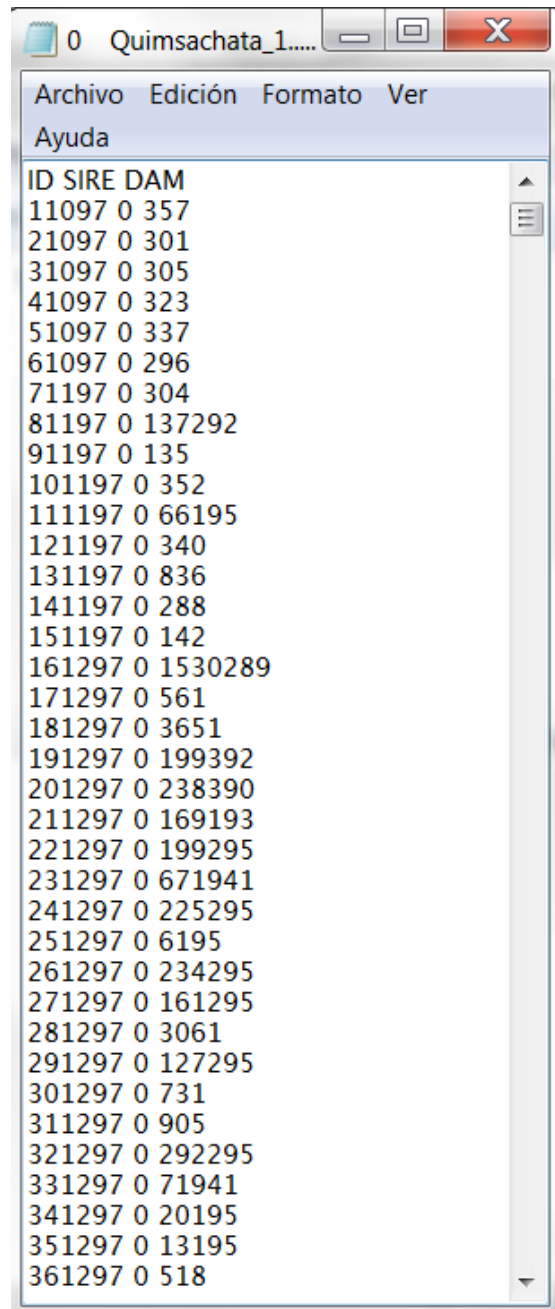 0 Quimsachata_1.....
Archivo Edición Formato Ver
Ayuda
ID SIRE DAM
11097 0 357
21097 0 301
31097 0 305
41097 0 323
51097 0 337
61097 0 296
71197 0 304
81197 0 137292
91197 0 135
101197 0 352
111197 0 66195
121197 0 340
131197 0 836
141197 0 288
151197 0 142
161297 0 1530289
171297 0 561
181297 0 3651
191297 0 199392
201297 0 238390
211297 0 169193
221297 0 199295
231297 0 671941
241297 0 225295
251297 0 6195
261297 0 234295
271297 0 161295
281297 0 3061
291297 0 127295
301297 0 731
311297 0 905
321297 0 292295
331297 0 71941
341297 0 20195
351297 0 13195
361297 0 518